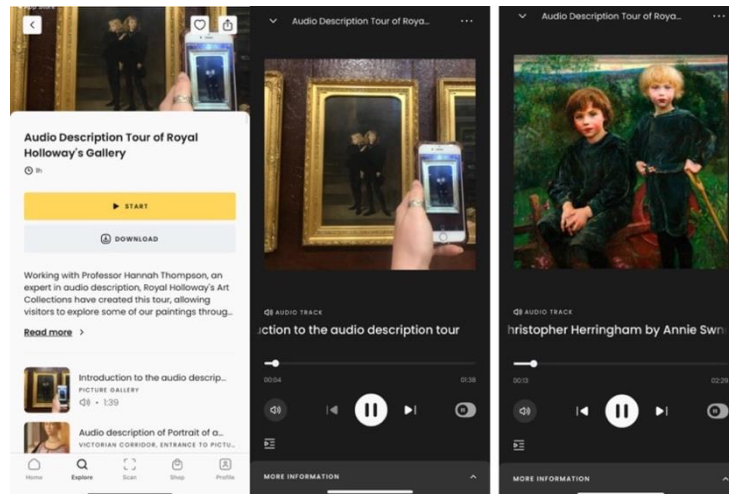 App Store
Audio Description Tour of Royal
Holloway's Gallery
1h
START
DOWNLOAD
Working with Professor Hannah Thompson, an
expert in audio description, Royal Holloway's Art
Collections have created this tour, allowing
visitors to explore some of our paintings throug...
Read more
Introduction to the audio descrip...
PICTURE GALLERY
1:39
Audio description of Portrait of a...
VICTORIAN CORRIDOR, ENTRANCE TO PICTU...
Home
Explore
Scan
Shop
Profile
Audio Description Tour of Roya...
AUDIO TRACK
uction to the audio description tour
00:04
01:38
MORE INFORMATION
Audio Description Tour of Roya...
AUDIO TRACK
hristopher Herringham by Annie Swn
00:13
02:29
MORE INFORMATION